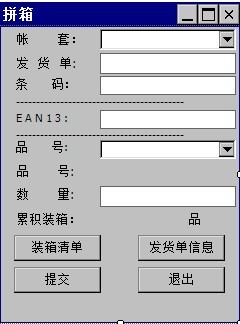 拼箱
帐 套:
发 货 单:
条 码:
EAN13:
品 号:
品 号:
数 量:
累积装箱: 品
装箱清单 发货单信息
提交 退出